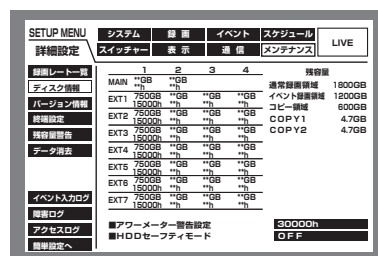 SETUP MENU
詳細設定
システム 録画 イベント スケジュール
スイッチャー 表示 通信 メンテナンス
LIVE
録画レート一覧
ディスク情報
バージョン情報
終端設定
残容量警告
データ消去
イベント入力ログ
障害ログ
アクセスログ
簡単設定へ
1 2 3 4
MAIN **GB **GB
**h **h
EXT1 750GB **GB **GB **GB
15000h **h **h **h
EXT2 750GB **GB **GB **GB
15000h **h **h **h
EXT3 750GB **GB **GB **GB
15000h **h **h **h
EXT4 750GB **GB **GB **GB
15000h **h **h **h
EXT5 750GB **GB **GB **GB
15000h **h **h **h
EXT6 750GB **GB **GB **GB
15000h **h **h **h
EXT7 750GB **GB **GB **GB
15000h **h **h **h
残容量
通常録画領域 1800GB
イベント録画領域 1200GB
コピー領域 600GB
COPY1 4.7GB
COPY2 4.7GB
■アワーメーター警告設定 30000h
■HDDセーフティモード OFF